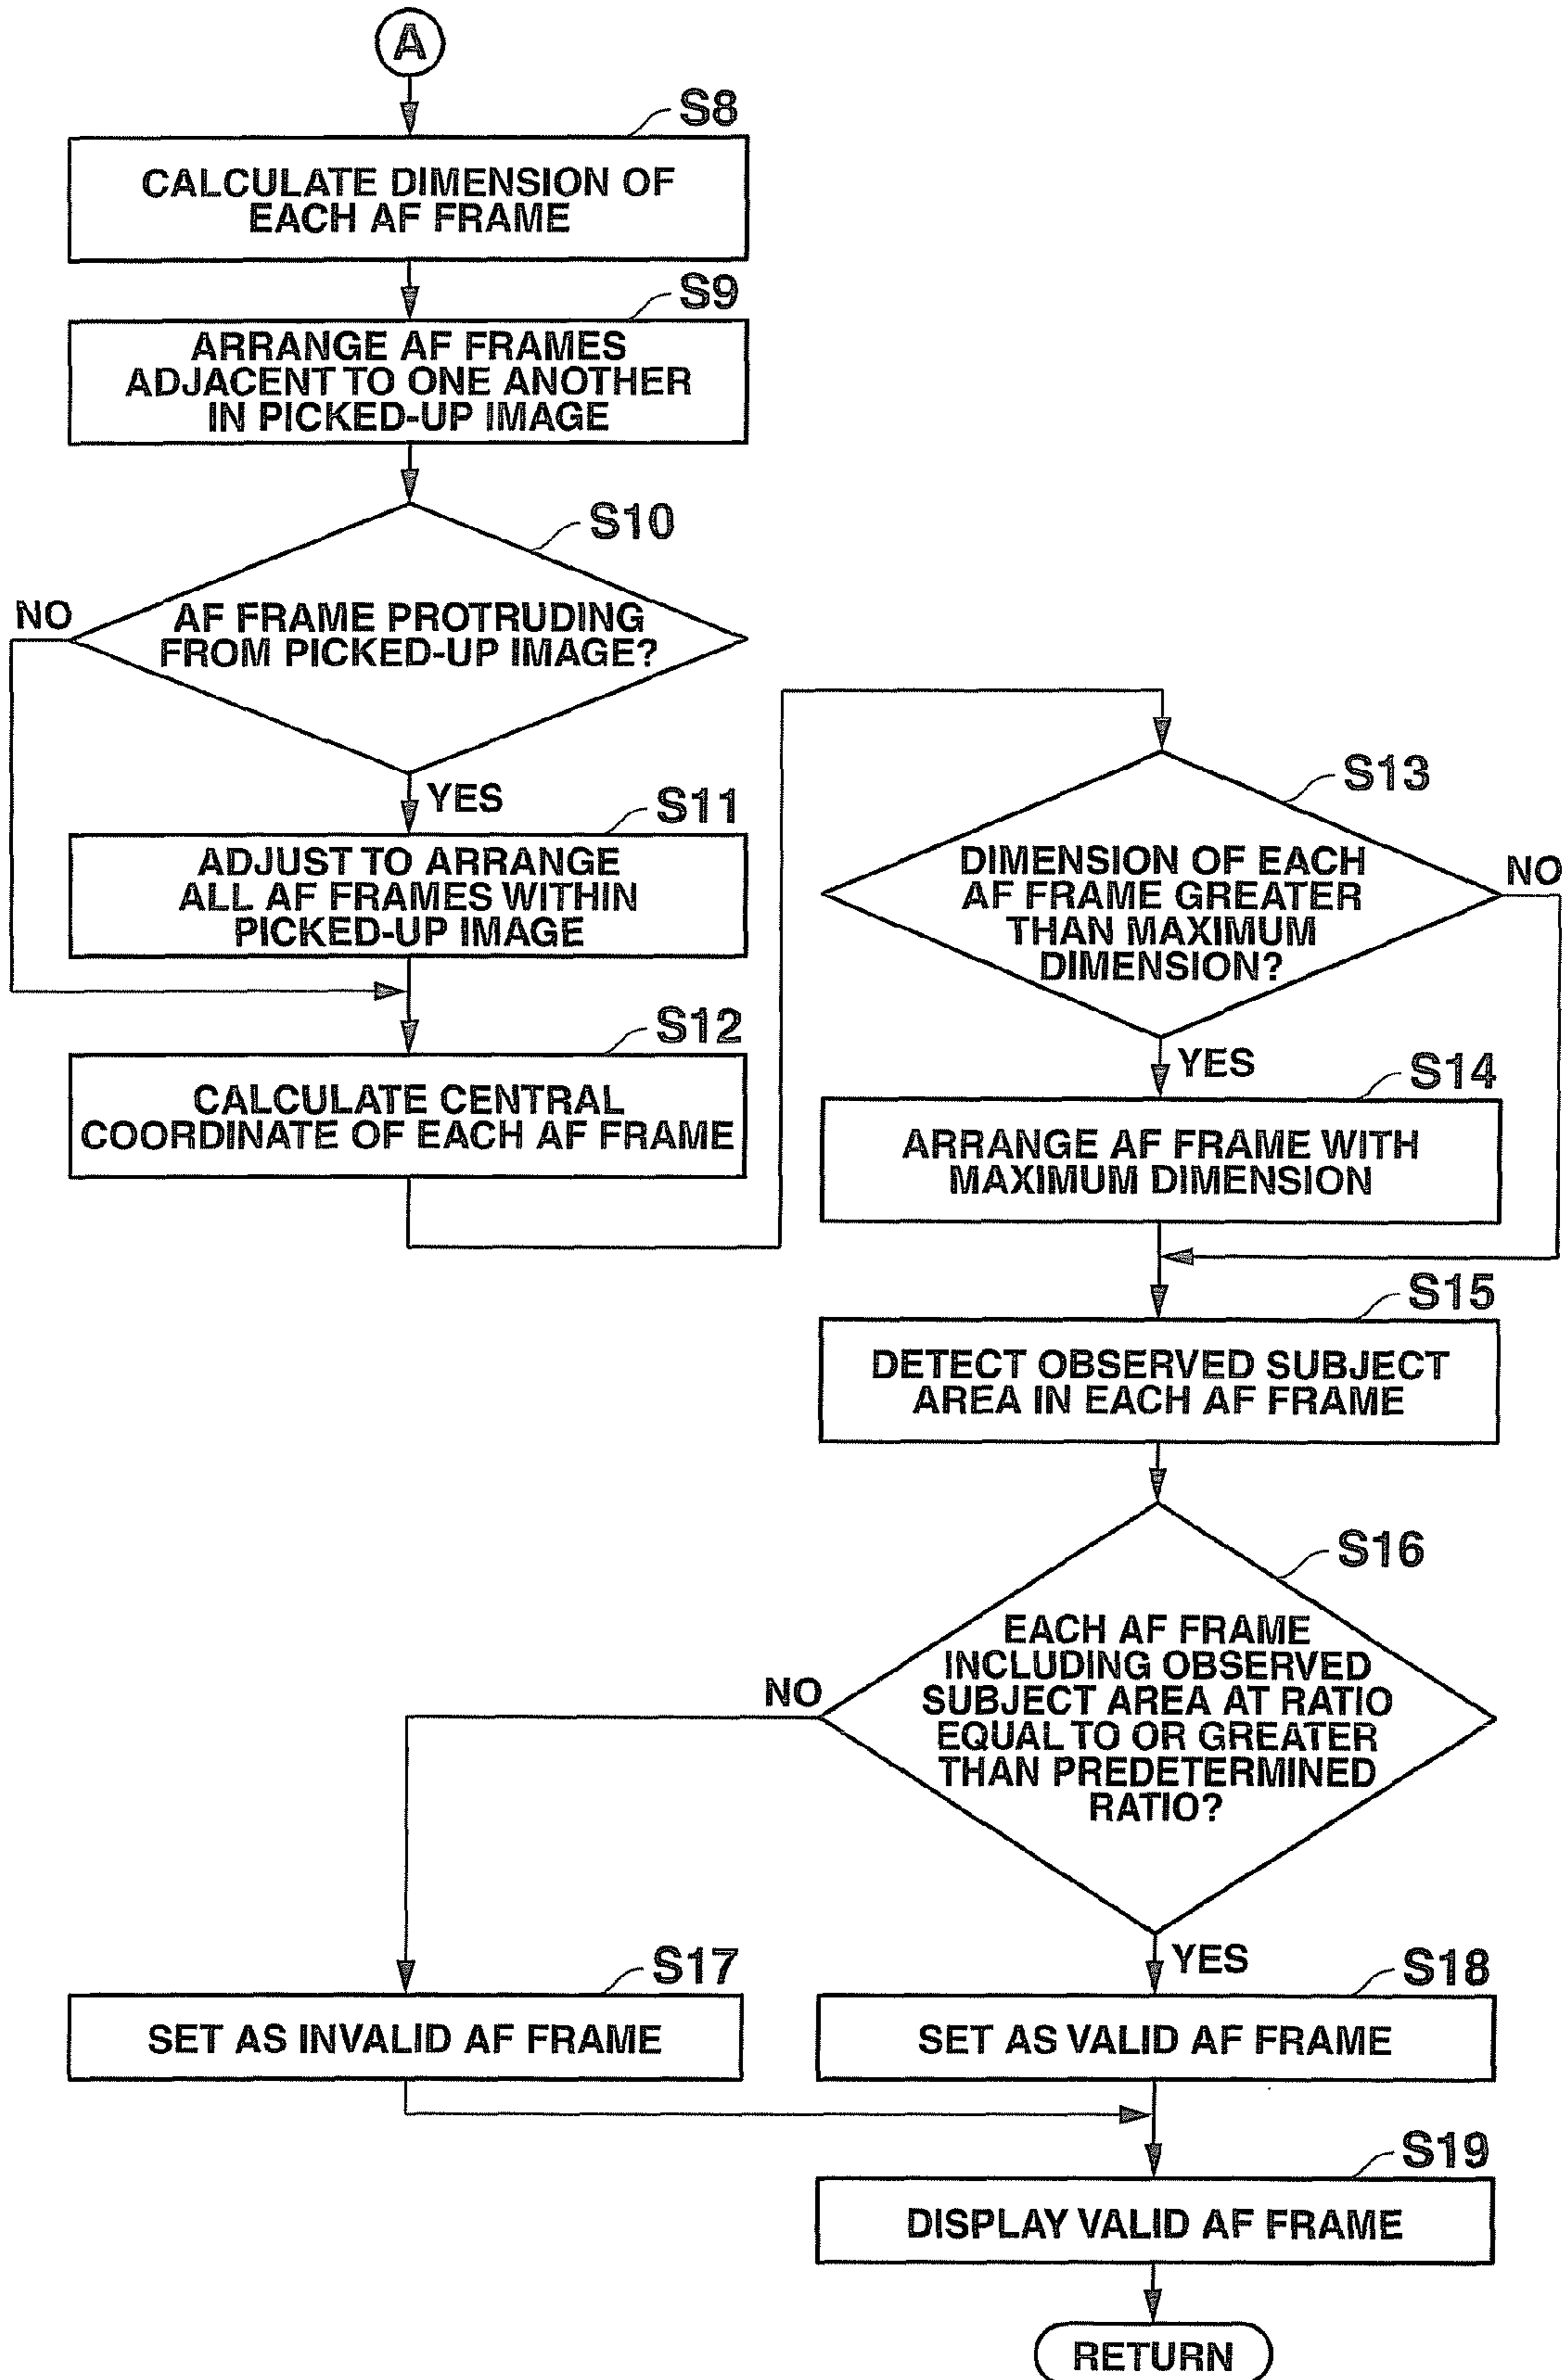 A
S8
CALCULATE DIMENSION OF
EACH AF FRAME
S9
ARRANGE AF FRAMES
ADJACENT TO ONE ANOTHER
IN PICKED-UP IMAGE
S10
AF FRAME PROTRUDING
FROM PICKED-UP IMAGE?
NO
YES
S11
ADJUST TO ARRANGE
ALL AF FRAMES WITHIN
PICKED-UP IMAGE
S12
CALCULATE CENTRAL
COORDINATE OF EACH AF FRAME
S13
DIMENSION OF EACH
AF FRAME GREATER
THAN MAXIMUM
DIMENSION?
NO
YES
S14
ARRANGE AF FRAME WITH
MAXIMUM DIMENSION
S15
DETECT OBSERVED SUBJECT
AREA IN EACH AF FRAME
S16
EACH AF FRAME
INCLUDING OBSERVED
SUBJECT AREA AT RATIO
EQUAL TO OR GREATER
THAN PREDETERMINED
RATIO?
NO
YES
S17
SET AS INVALID AF FRAME
S18
SET AS VALID AF FRAME
S19
DISPLAY VALID AF FRAME
RETURN